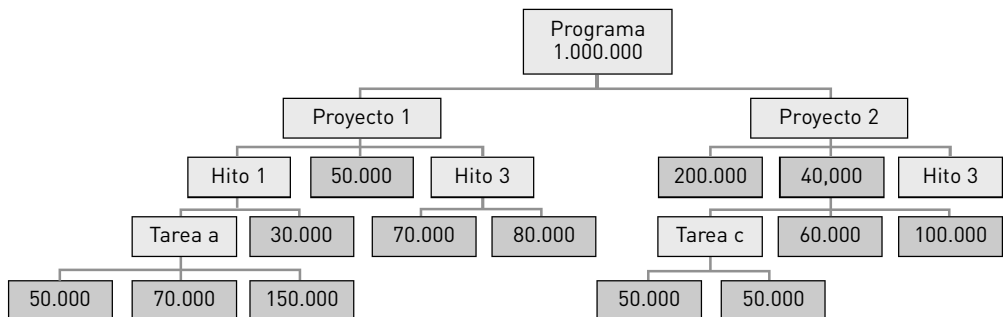 Programa
1.000.000
Proyecto 1
Proyecto 2
Hito 1
50.000
Hito 3
200.000
40,000
Hito 3
Tarea a
30.000
70.000
80.000
Tarea c
60.000
100.000
50.000
70.000
150.000
50.000
50.000